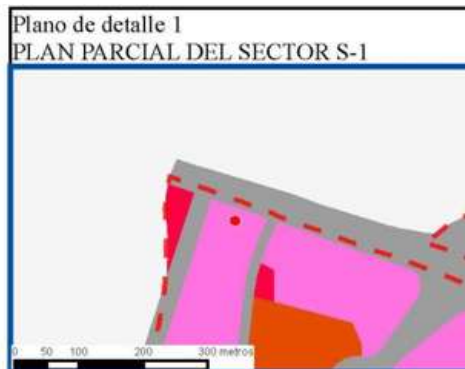 Plano de detalle 1
PLAN PARCIAL DEL SECTOR S-1
0 50 100 200 300 metros